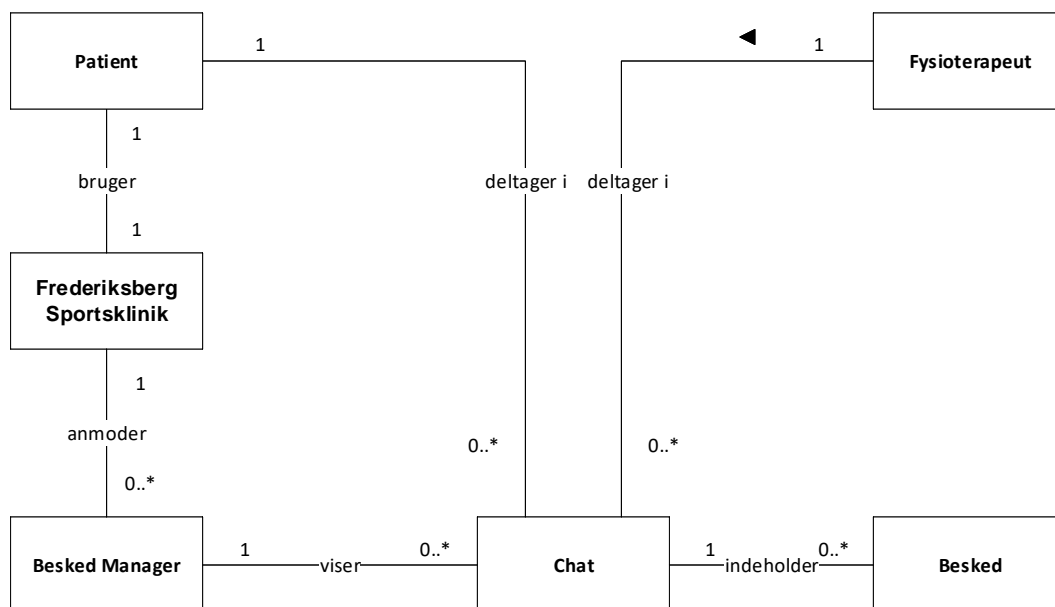 Patient
1
1
Fysioterapeut
1
bruger
deltager i
deltager i
1
Frederiksberg
Sportsklinik
1
anmoder
0..*
0..*
0..*
Besked Manager
1
viser
0..*
Chat
1
indeholder
0..*
Besked